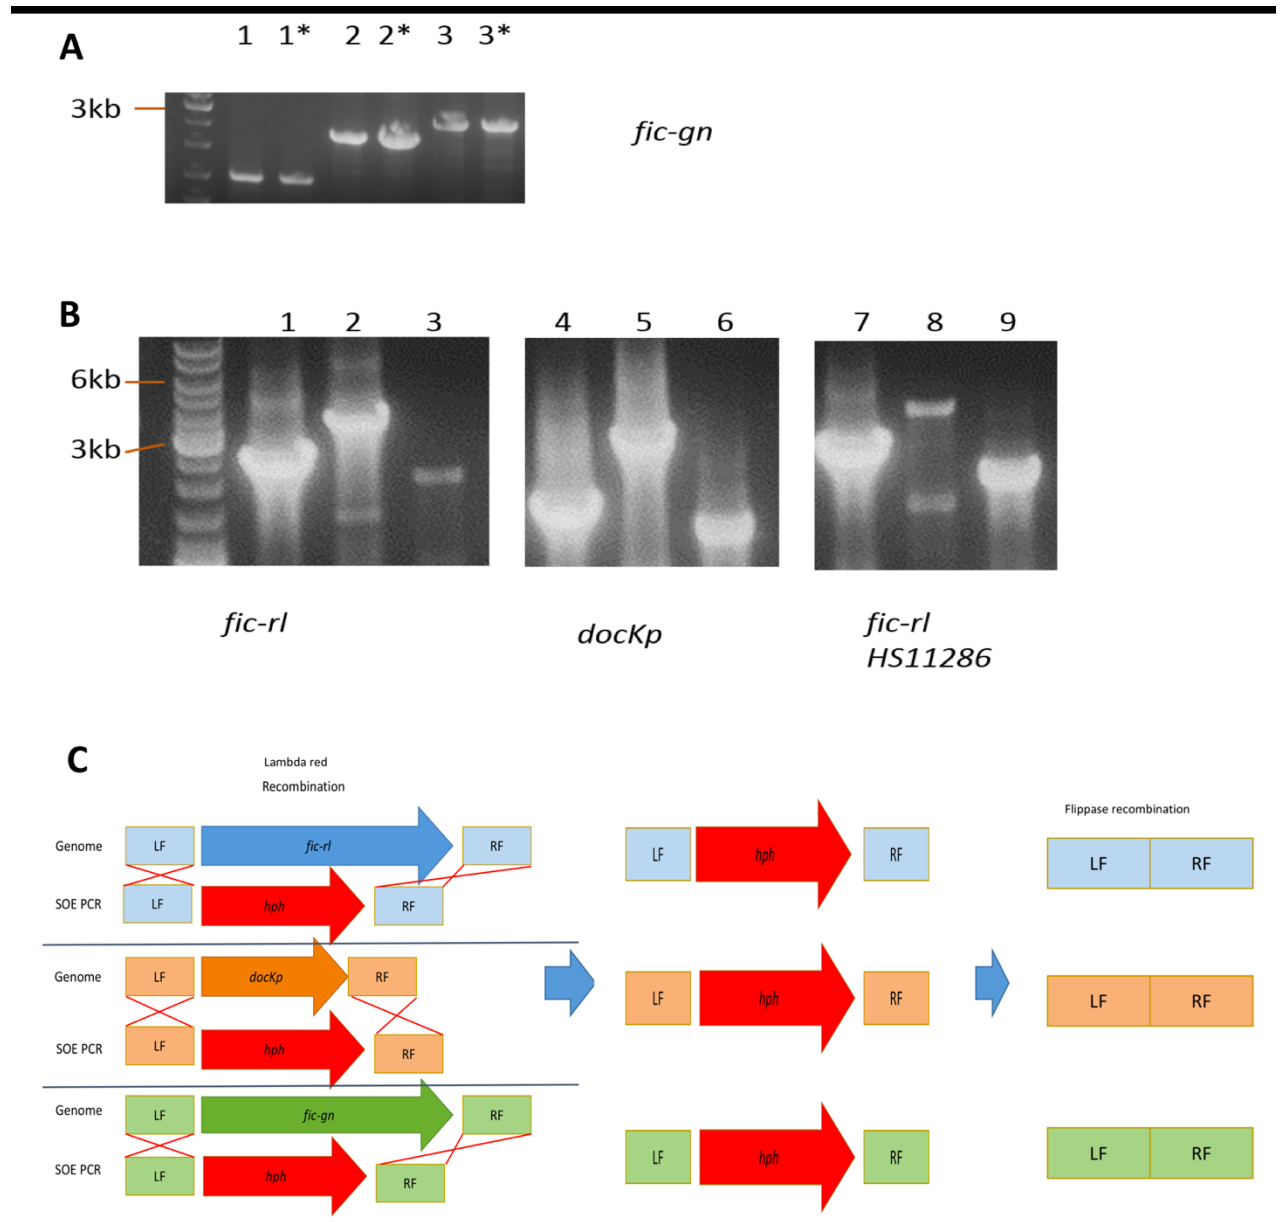 A
1 1* 2 2* 3 3*
3kb
fic-gn
B
1 2 3 4 5 6 7 8 9
6kb
3kb
fic-rl
docKp
fic-rl
HS11286
C
Lambda red
Recombination
Flippase recombination
Genome LF fic-rl RF
SOE PCR LF hph RF
LF hph RF
LF RF
Genome LF docKp RF
SOE PCR LF hph RF
LF hph RF
LF RF
Genome LF fic-gn RF
SOE PCR LF hph RF
LF hph RF
LF RF